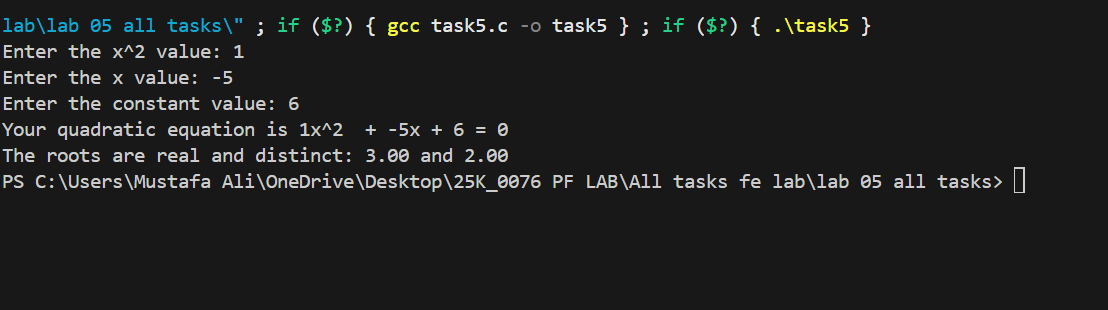 lab\lab 05 all tasks\" ; if ($?) { gcc task5.c -o task5 } ; if ($?) { .\task5 }
Enter the x^2 value: 1
Enter the x value: -5
Enter the constant value: 6
Your quadratic equation is 1x^2  + -5x + 6 = 0
The roots are real and distinct: 3.00 and 2.00
PS C:\Users\Mustafa Ali\OneDrive\Desktop\25K_0076 PF LAB\All tasks fe lab\lab 05 all tasks>